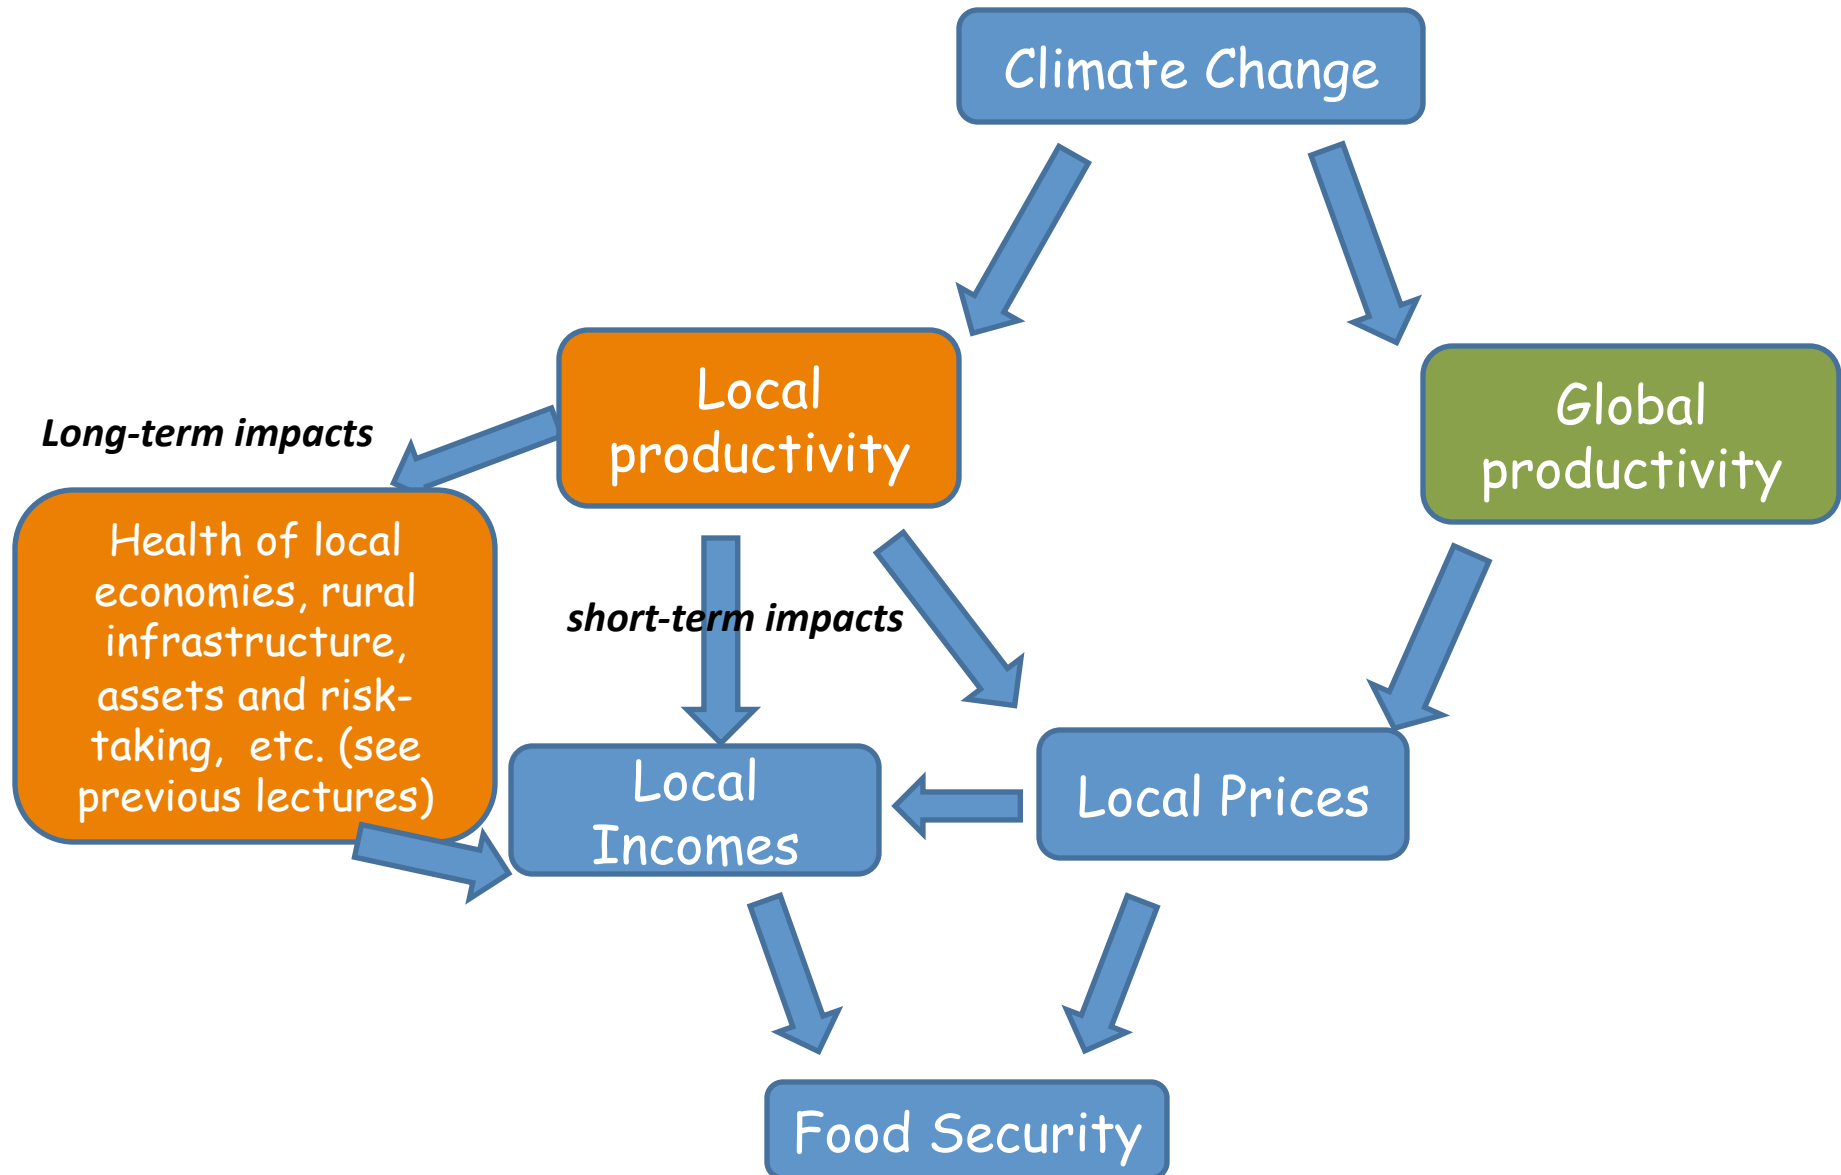 Climate Change
Local
productivity
Global
productivity
Long-term impacts
Health of local
economies, rural
infrastructure,
assets and risk-
taking,  etc. (see
previous lectures)
short-term impacts
Local
Incomes
Local Prices
Food Security